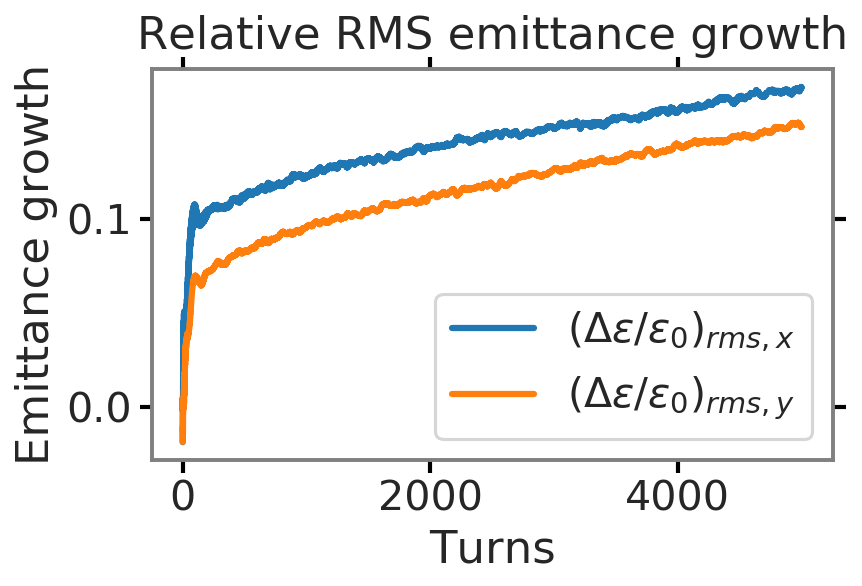 Relative RMS emittance growth
Emittance growth
0.1
0.0
(Δε/ε₀)rms, x
(Δε/ε₀)rms, y
0 2000 4000
Turns